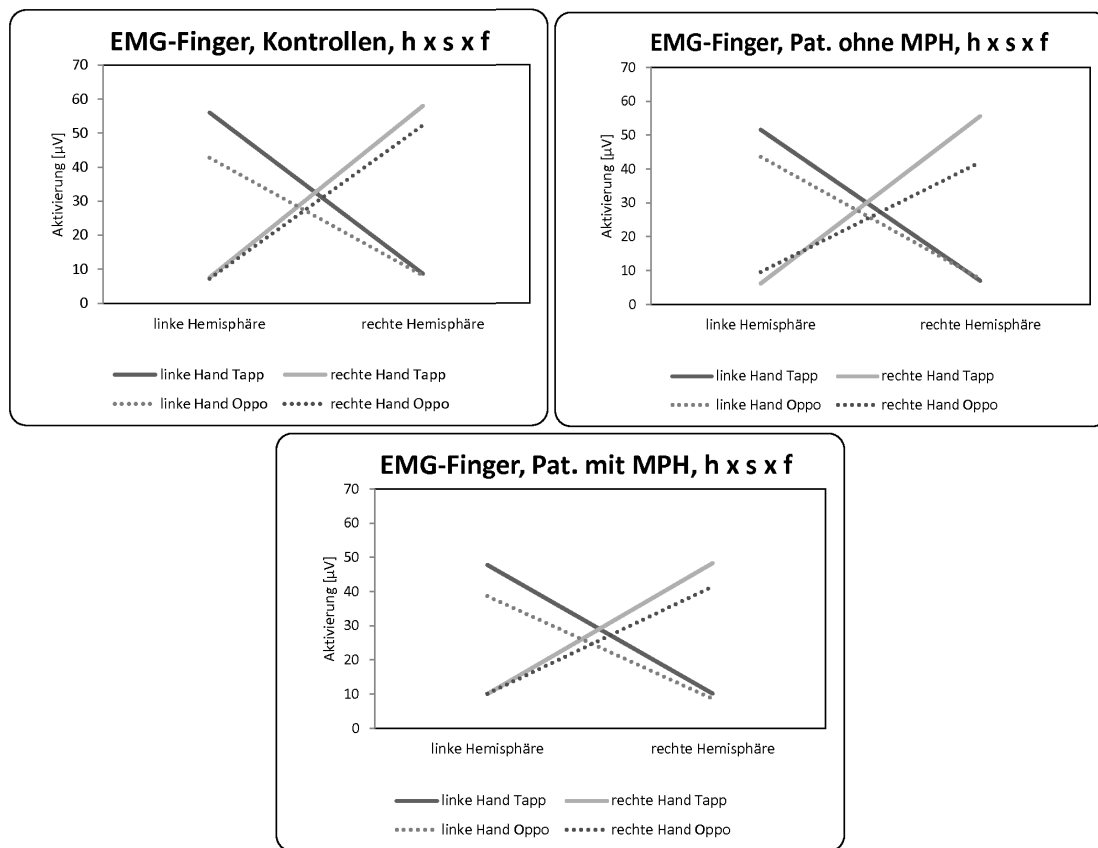 EMG-Finger, Kontrollen, h x s x f
70
60
50
40
30
20
10
0
Aktivierung [µV]
linke Hemisphäre rechte Hemisphäre
linke Hand Tapp rechte Hand Tapp
linke Hand Oppo rechte Hand Oppo
EMG-Finger, Pat. ohne MPH, h x s x f
70
60
50
40
30
20
10
0
Aktivierung [µV]
linke Hemisphäre rechte Hemisphäre
linke Hand Tapp rechte Hand Tapp
linke Hand Oppo rechte Hand Oppo
EMG-Finger, Pat. mit MPH, h x s x f
70
60
50
40
30
20
10
0
Aktivierung [µV]
linke Hemisphäre rechte Hemisphäre
linke Hand Tapp rechte Hand Tapp
linke Hand Oppo rechte Hand Oppo